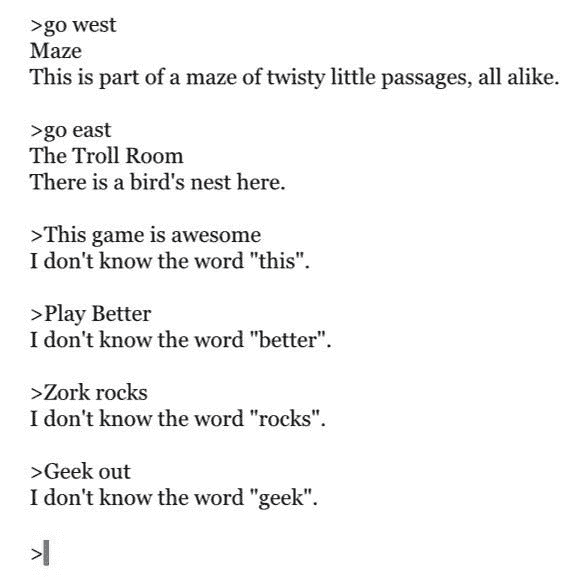 >go west
Maze
This is part of a maze of twisty little passages, all alike.
>go east
The Troll Room
There is a bird's nest here.
>This game is awesome
I don't know the word "this".
>Play Better
I don't know the word "better".
>Zork rocks
I don't know the word "rocks".
>Geek out
I don't know the word "geek".
>